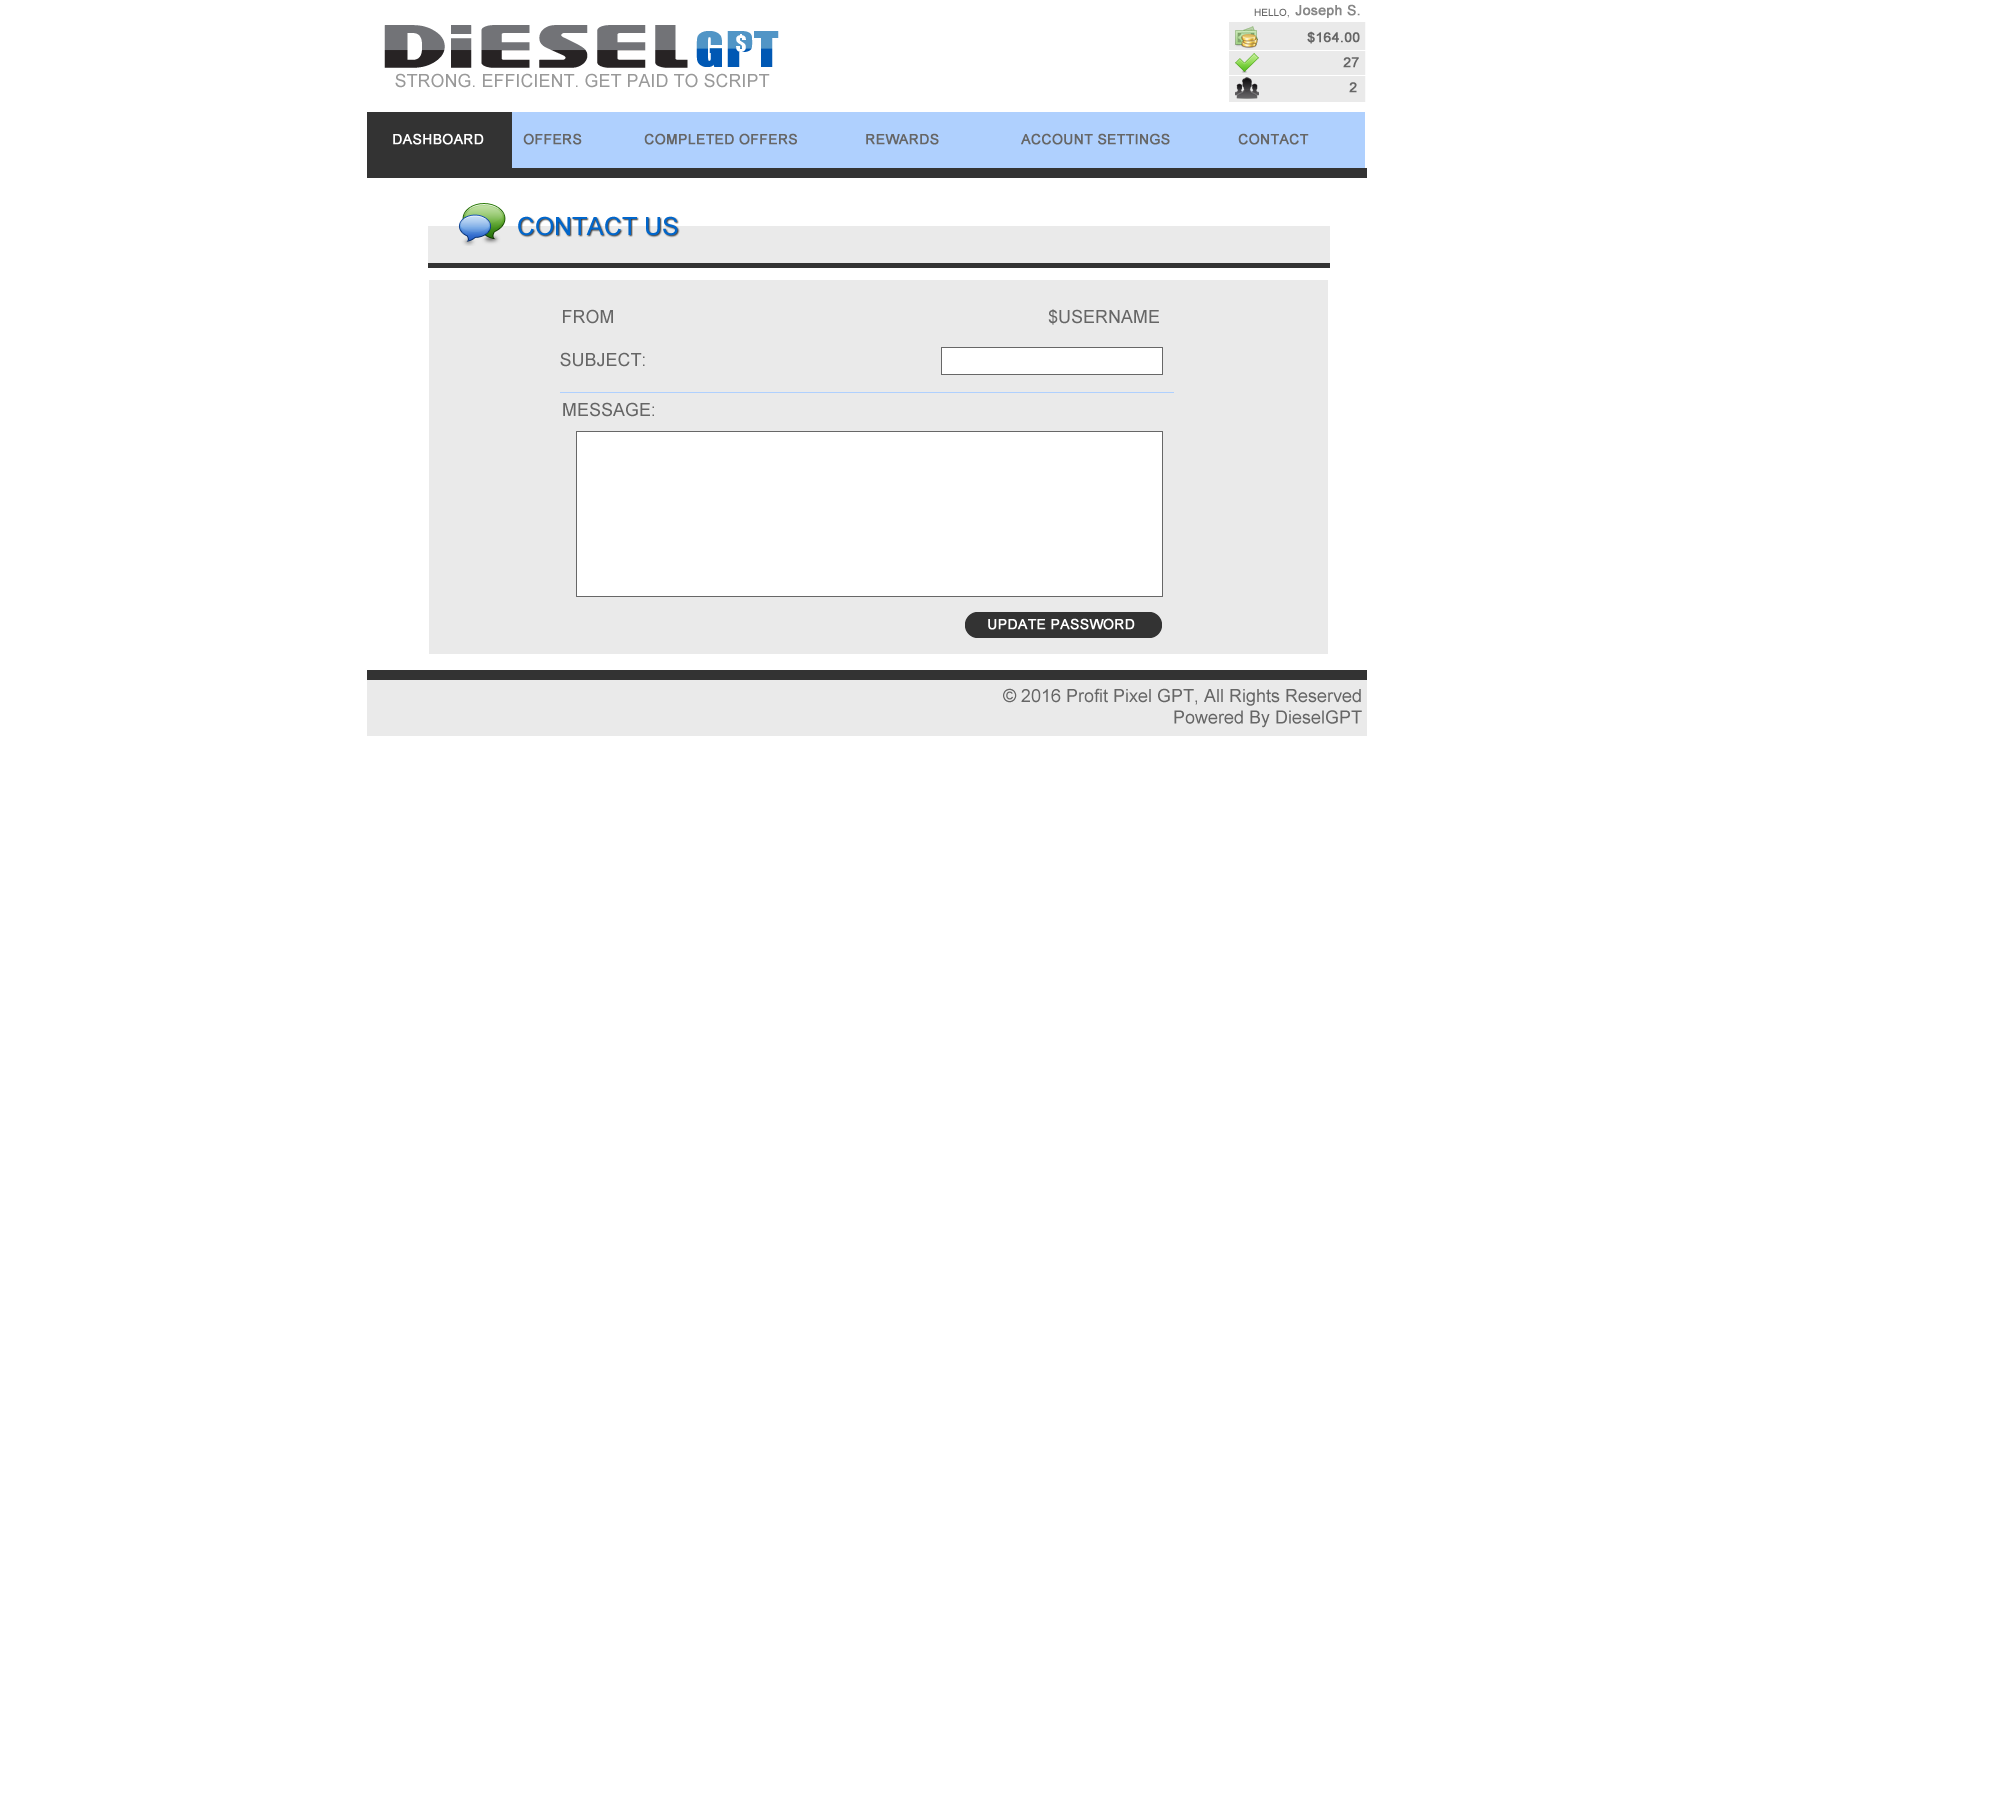 HELLO, Joseph S.
DiESEL GPT
STRONG. EFFICIENT. GET PAID TO SCRIPT
$164.00
27
2
DASHBOARD OFFERS COMPLETED OFFERS REWARDS ACCOUNT SETTINGS CONTACT
CONTACT US
FROM $USERNAME
SUBJECT:
MESSAGE:
UPDATE PASSWORD
© 2016 Profit Pixel GPT, All Rights Reserved
Powered By DieselGPT